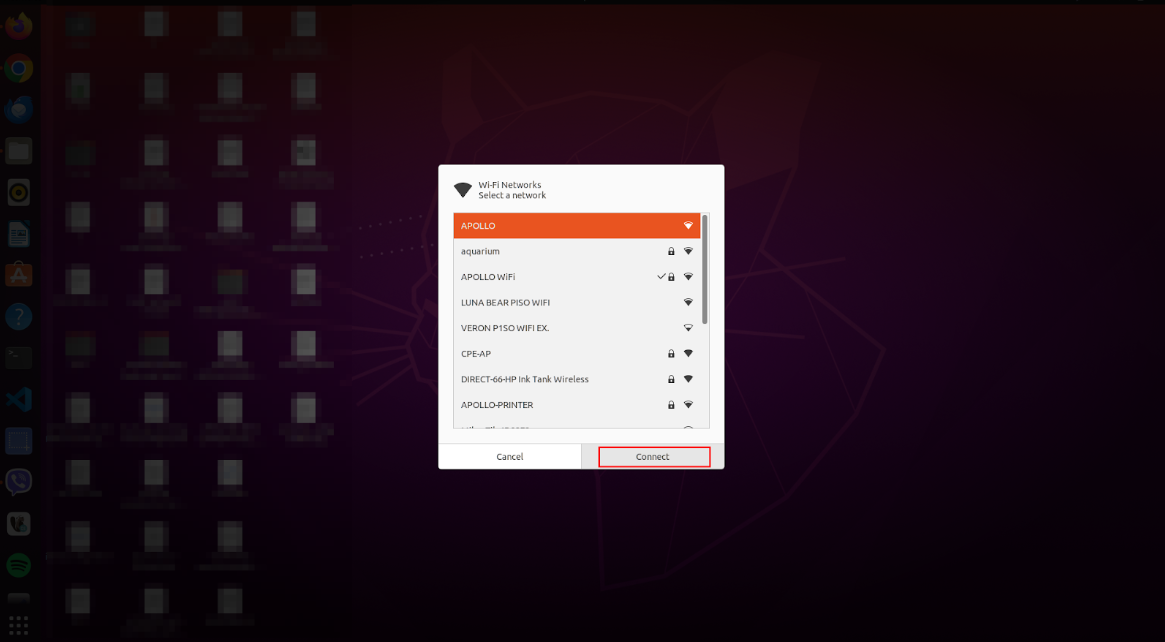 Wi-Fi Networks
Select a network
APOLLO
aquarium
APOLLO WiFi
LUNA BEAR PISO WIFI
VERON P1SO WIFI EX.
CPE-AP
DIRECT-66-HP Ink Tank Wireless
APOLLO-PRINTER
Cancel
Connect